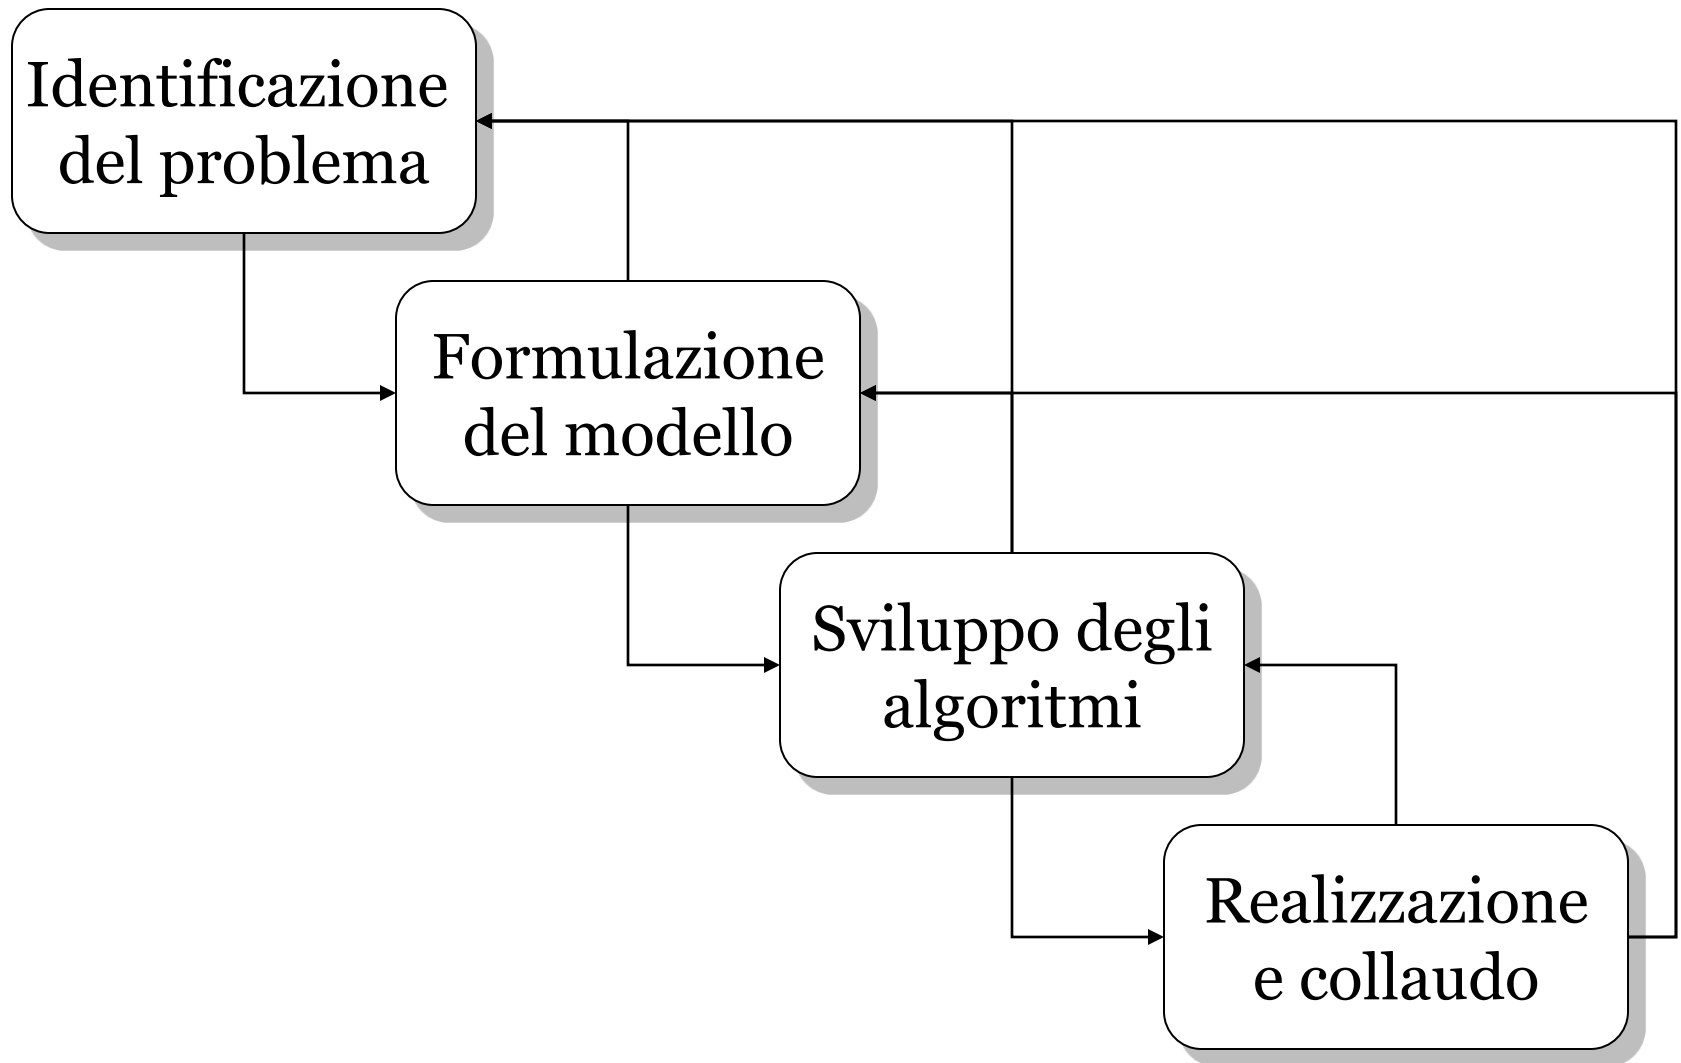 Identificazione
del problema
Formulazione
del modello
Sviluppo degli
algoritmi
Realizzazione
e collaudo